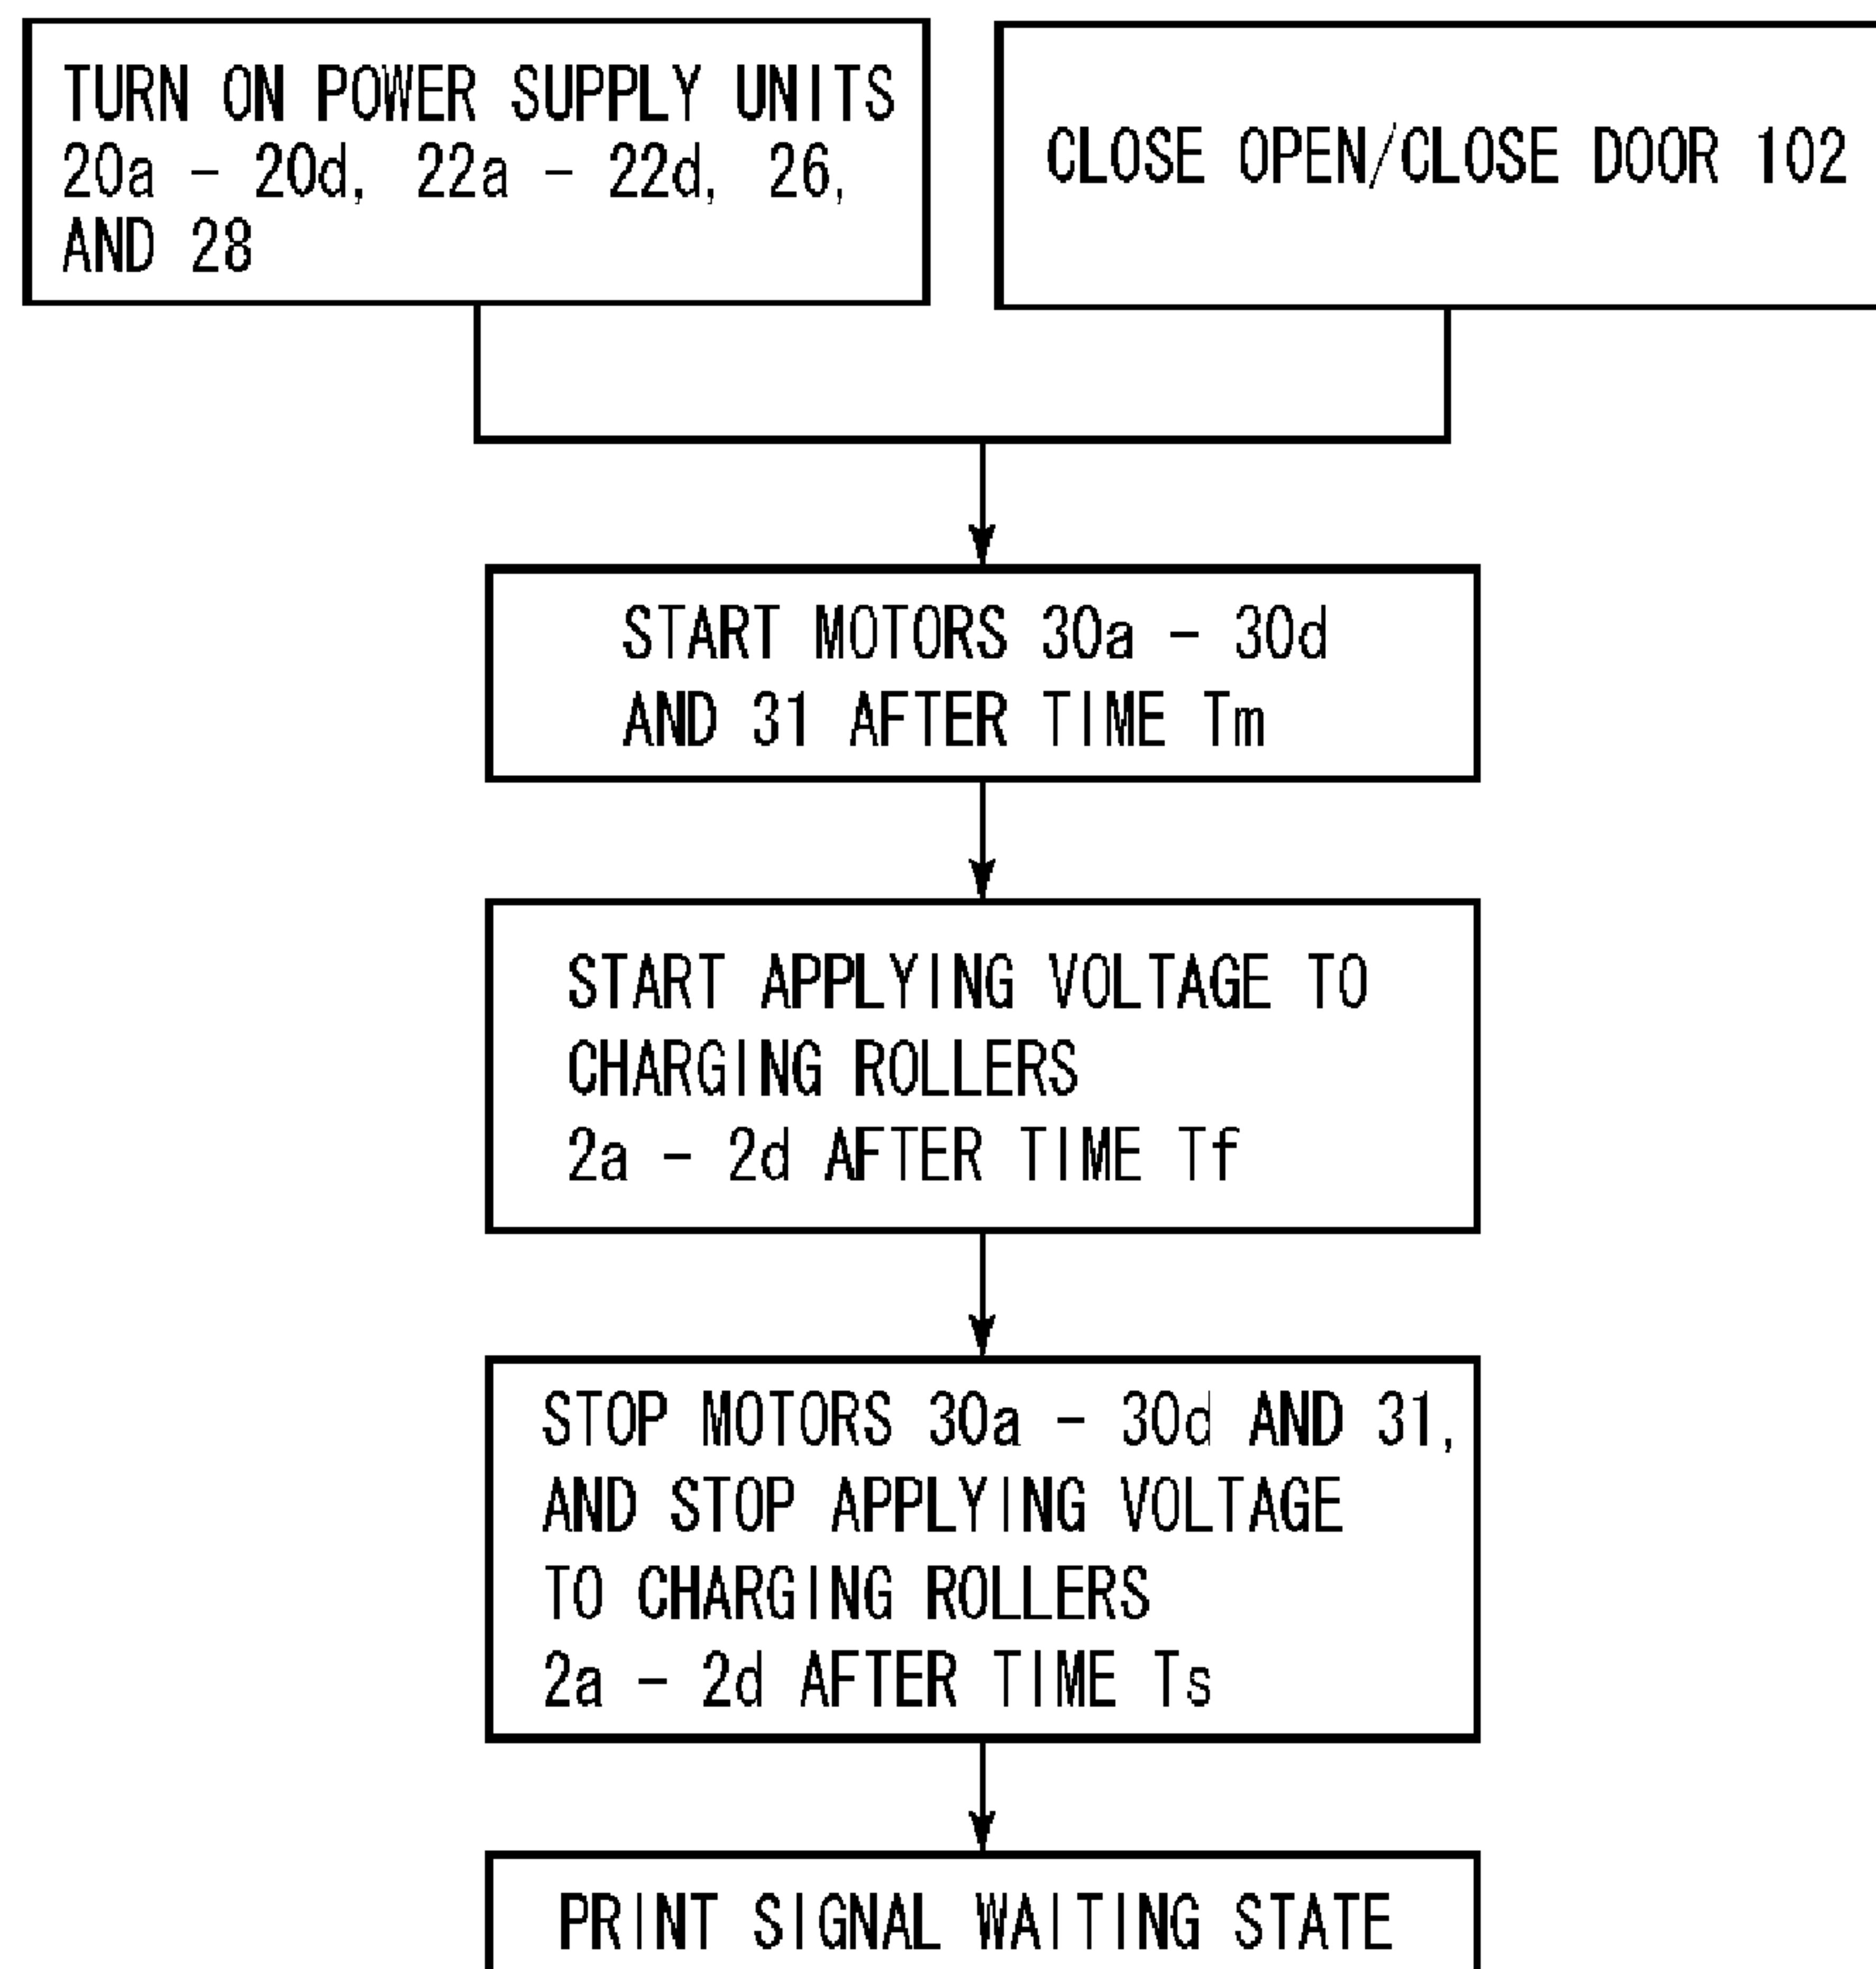 TURN ON POWER SUPPLY UNITS
20a - 20d, 22a - 22d, 26,
AND 28
CLOSE OPEN/CLOSE DOOR 102
START MOTORS 30a - 30d
AND 31 AFTER TIME Tm
START APPLYING VOLTAGE TO
CHARGING ROLLERS
2a - 2d AFTER TIME Tf
STOP MOTORS 30a - 30d AND 31,
AND STOP APPLYING VOLTAGE
TO CHARGING ROLLERS
2a - 2d AFTER TIME Ts
PRINT SIGNAL WAITING STATE